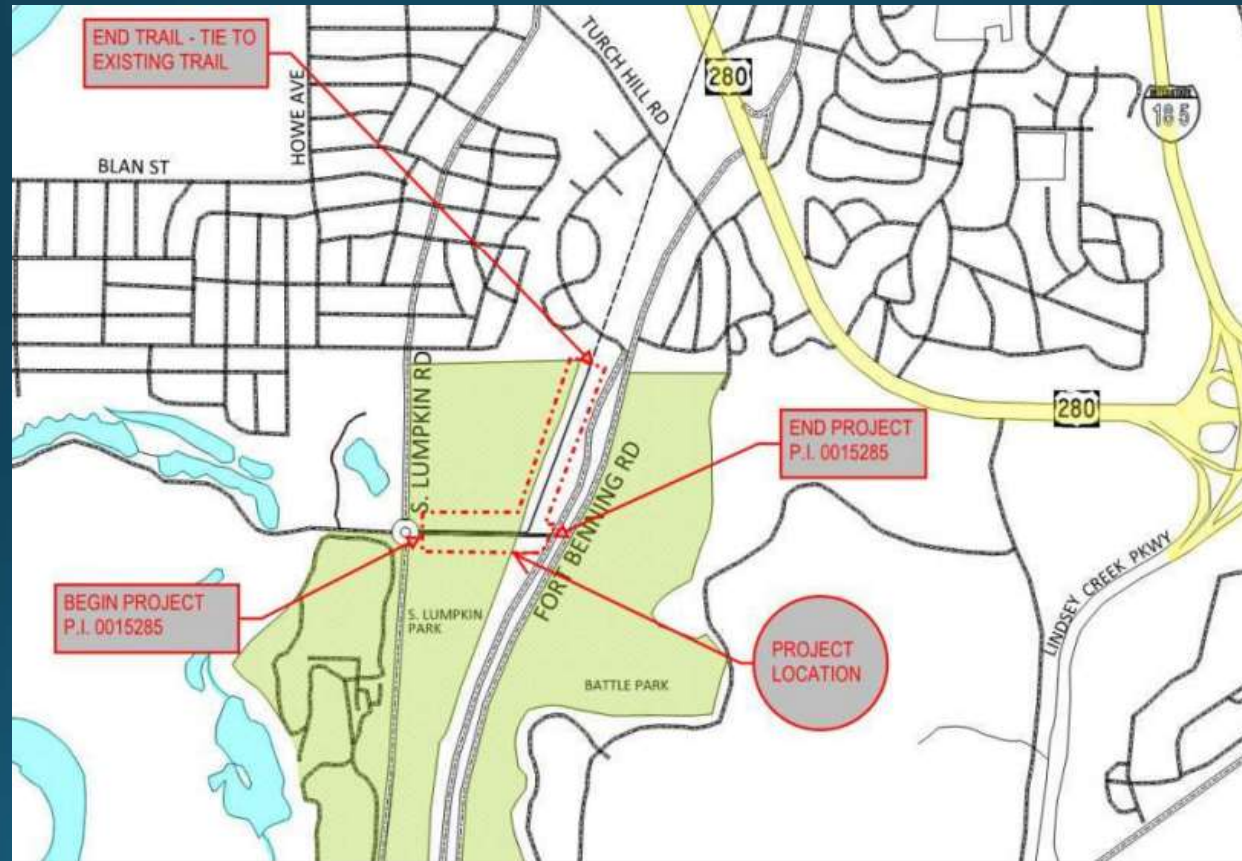 END TRAIL - TIE TO
EXISTING TRAIL
HOWE AVE
TURCH HILL RD
280
185
BLAN ST
S. LUMPKIN RD
280
END PROJECT
P.I. 0015285
FORT BENNING RD
BEGIN PROJECT
P.I. 0015285
S. LUMPKIN
PARK
PROJECT
LOCATION
BATTLE PARK
LINDSEY CREEK PKWY